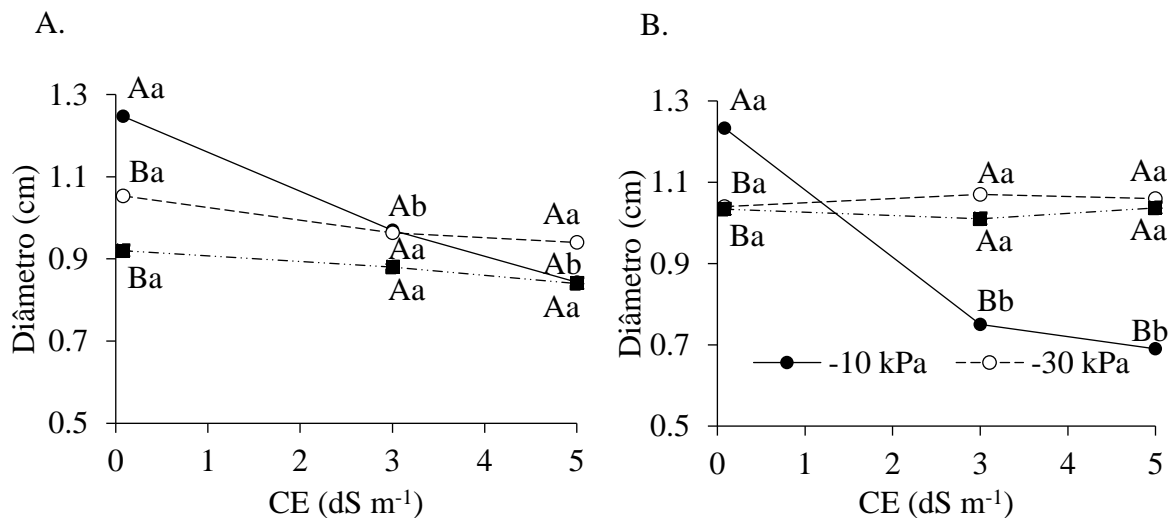 A.
Diâmetro (cm)
1.3
1.1
0.9
0.7
0.5
Aa
Ba
Ba
Ab
Aa
Aa
Aa
Ab
Aa
0 1 2 3 4 5
CE (dS m⁻¹)
B.
Diâmetro (cm)
1.3
1.1
0.9
0.7
0.5
Aa
Ba
Ba
Aa
Aa
Bb
Aa
Aa
Bb
-10 kPa -30 kPa
0 1 2 3 4 5
CE (dS m⁻¹)